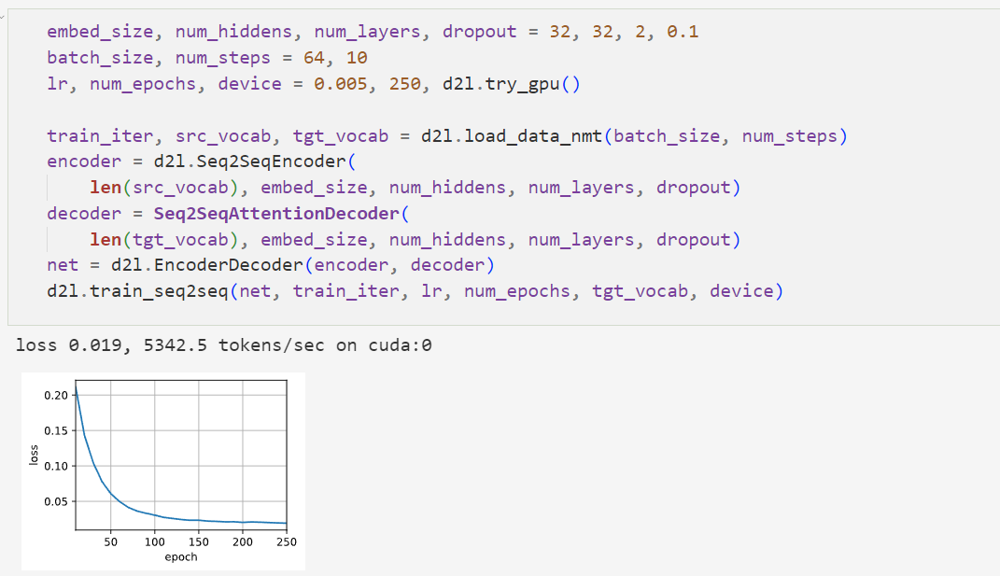 embed_size, num_hiddens, num_layers, dropout = 32, 32, 2, 0.1
batch_size, num_steps = 64, 10
lr, num_epochs, device = 0.005, 250, d2l.try_gpu()
train_iter, src_vocab, tgt_vocab = d2l.load_data_nmt(batch_size, num_steps)
encoder = d2l.Seq2SeqEncoder(
    len(src_vocab), embed_size, num_hiddens, num_layers, dropout)
decoder = Seq2SeqAttentionDecoder(
    len(tgt_vocab), embed_size, num_hiddens, num_layers, dropout)
net = d2l.EncoderDecoder(encoder, decoder)
d2l.train_seq2seq(net, train_iter, lr, num_epochs, tgt_vocab, device)
loss 0.019, 5342.5 tokens/sec on cuda:0
0.20
0.15
loss
0.10
0.05
50 100 150 200 250
epoch